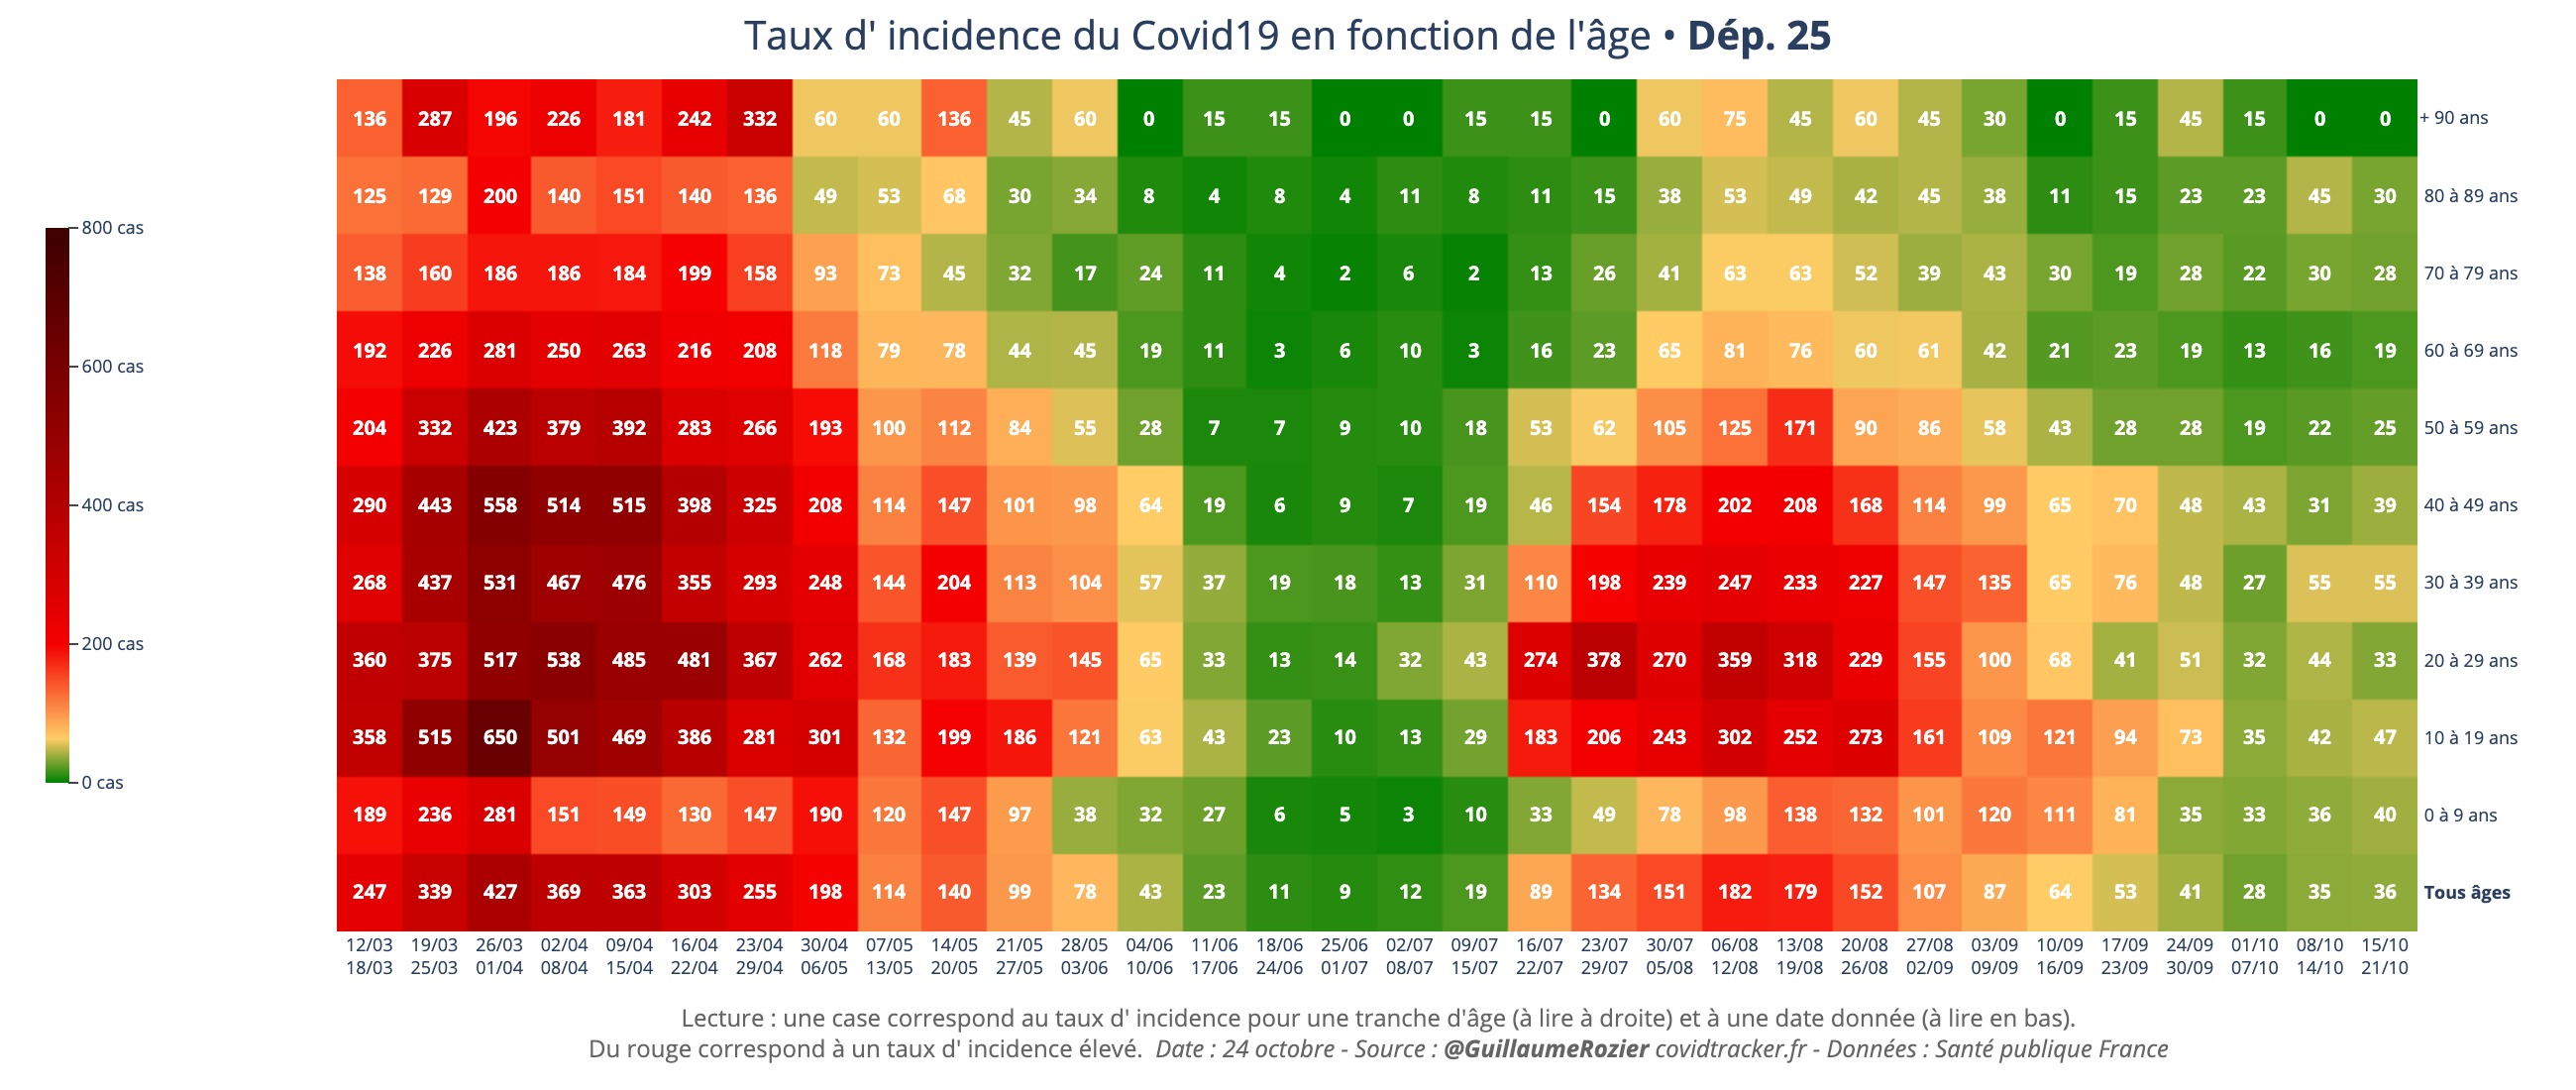 Taux d' incidence du Covid19 en fonction de l'âge • Dép. 25
136 287 196 226 181 242 332 60 60 136 45 60 0 15 15 0 0 15 15 0 60 75 45 60 45 30 0 15 45 15 0 0 + 90 ans
125 129 200 140 151 140 136 49 53 68 30 34 8 4 8 4 11 8 11 15 38 53 49 42 45 38 11 15 23 23 45 30 80 à 89 ans
138 160 186 186 184 199 158 93 73 45 32 17 24 11 4 2 6 2 13 26 41 63 63 52 39 43 30 19 28 22 30 28 70 à 79 ans
192 226 281 250 263 216 208 118 79 78 44 45 19 11 3 6 10 3 16 23 65 81 76 60 61 42 21 23 19 13 16 19 60 à 69 ans
204 332 423 379 392 283 266 193 100 112 84 55 28 7 7 9 10 18 53 62 105 125 171 90 86 58 43 28 28 19 22 25 50 à 59 ans
290 443 558 514 515 398 325 208 114 147 101 98 64 19 6 9 7 19 46 154 178 202 208 168 114 99 65 70 48 43 31 39 40 à 49 ans
268 437 531 467 476 355 293 248 144 204 113 104 57 37 19 18 13 31 110 198 239 247 233 227 147 135 65 76 48 27 55 55 30 à 39 ans
360 375 517 538 485 481 367 262 168 183 139 145 65 33 13 14 32 43 274 378 270 359 318 229 155 100 68 41 51 32 44 33 20 à 29 ans
358 515 650 501 469 386 281 301 132 199 186 121 63 43 23 10 13 29 183 206 243 302 252 273 161 109 121 94 73 35 42 47 10 à 19 ans
189 236 281 151 149 130 147 190 120 147 97 38 32 27 6 5 3 10 33 49 78 98 138 132 101 120 111 81 35 33 36 40 0 à 9 ans
247 339 427 369 363 303 255 198 114 140 99 78 43 23 11 9 12 19 89 134 151 182 179 152 107 87 64 53 41 28 35 36 Tous âges
12/03 19/03 26/03 02/04 09/04 16/04 23/04 30/04 07/05 14/05 21/05 28/05 04/06 11/06 18/06 25/06 02/07 09/07 16/07 23/07 30/07 06/08 13/08 20/08 27/08 03/09 10/09 17/09 24/09 01/10 08/10 15/10
18/03 25/03 01/04 08/04 15/04 22/04 29/04 06/05 13/05 20/05 27/05 03/06 10/06 17/06 24/06 01/07 08/07 15/07 22/07 29/07 05/08 12/08 19/08 26/08 02/09 09/09 16/09 23/09 30/09 07/10 14/10 21/10
800 cas
600 cas
400 cas
200 cas
0 cas
Lecture : une case correspond au taux d' incidence pour une tranche d'âge (à lire à droite) et à une date donnée (à lire en bas).
Du rouge correspond à un taux d' incidence élevé. Date : 24 octobre - Source : @GuillaumeRozier covidtracker.fr - Données : Santé publique France